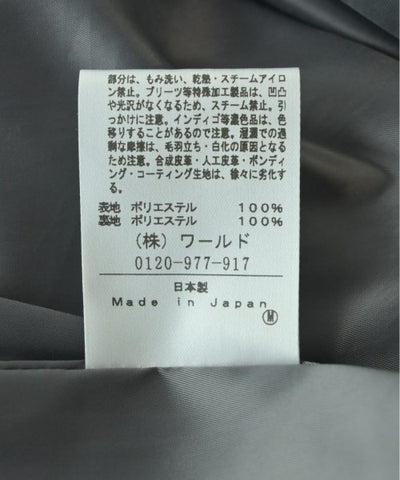 部分は、もみ洗い、乾熱・スチームアイロ
ン禁止。プリーツ等特殊加工製品は、凹凸
や光沢がなくなるため、スチーム禁止。引
っかけに注意。インディゴ等濃色品は、色
移りすることがあるので注意。湿潤での過
剰な摩擦は、毛羽立ち・白化の原因となる
ため注意。合成皮革・人工皮革・ボンディ
ング・コーティング生地は、徐々に劣化す
る。
表地 ポリエステル 100%
裏地 ポリエステル 100%
(株) ワールド
0120-977-917
日本製
Made in Japan
M